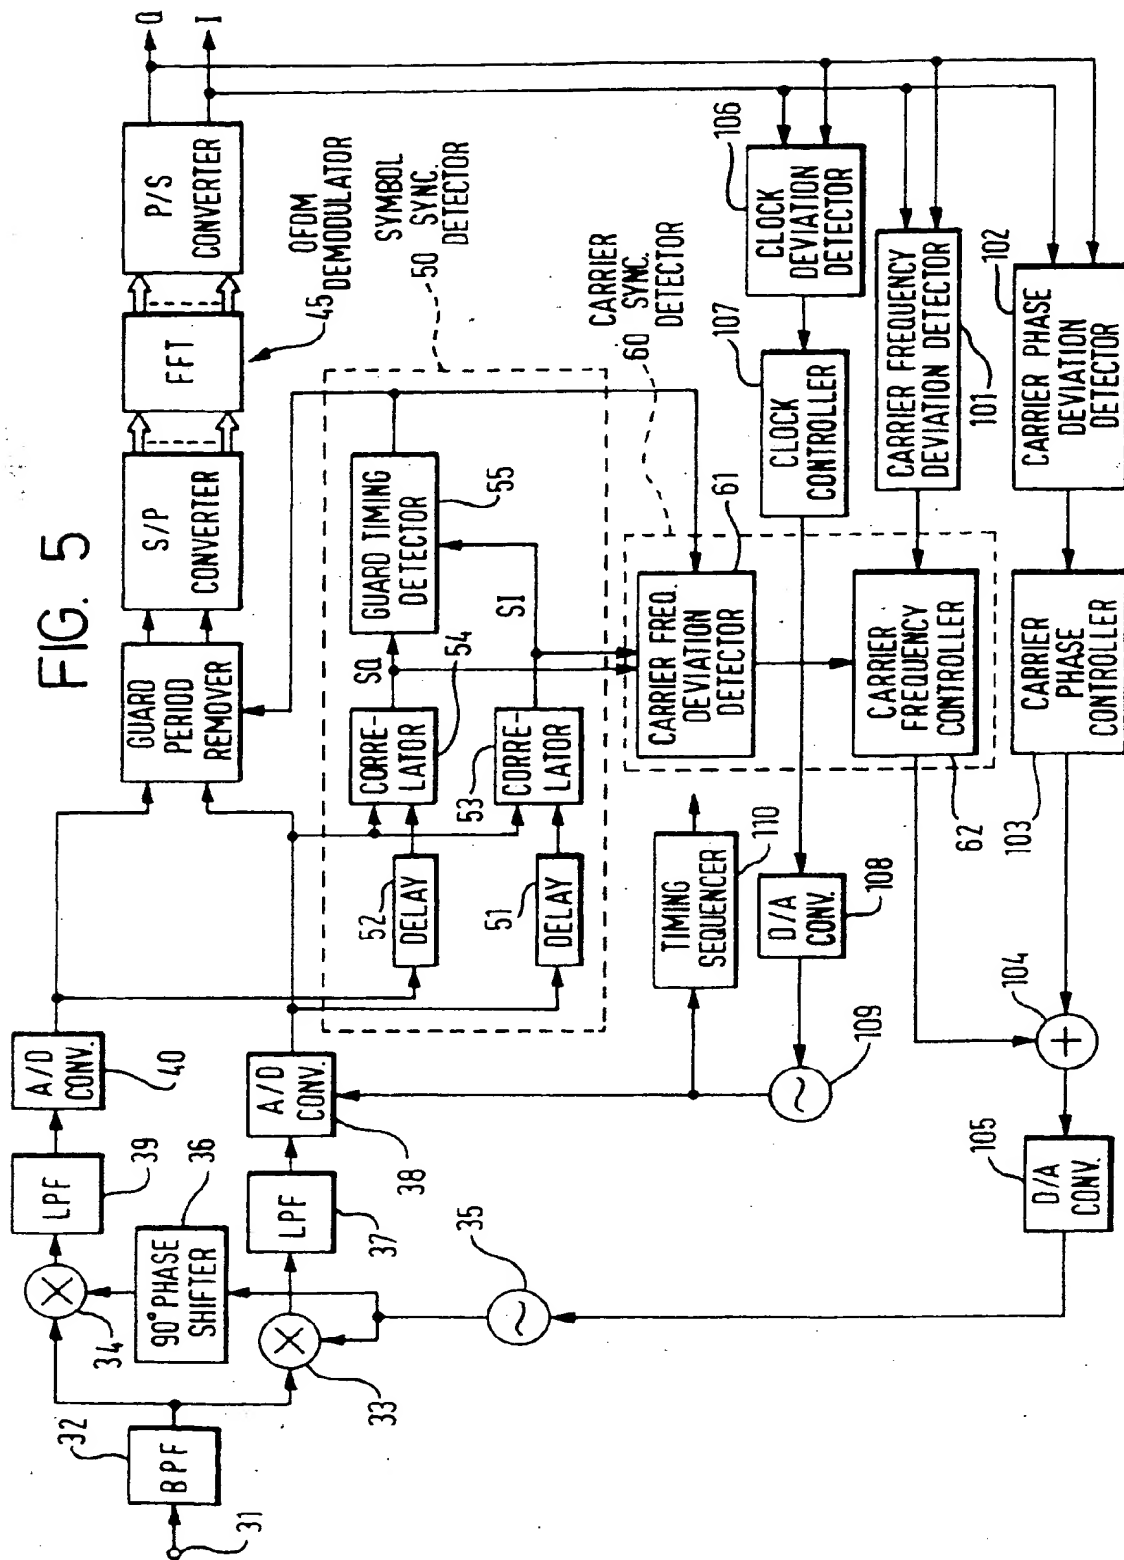 FIG. 5
31
32
BPF
33
34
90° PHASE
SHIFTER
36
35
LPF
39
LPF
37
A/D
CONV.
40
A/D
CONV.
38
GUARD
PERIOD
REMOVER
S/P
CONVERTER
FFT
45
OFDM
DEMODULATOR
P/S
CONVERTER
Q
I
50
SYMBOL
SYNC.
DETECTOR
52
DELAY
51
DELAY
CORRE-
LATOR
54
53
CORRE-
LATOR
SQ
SI
GUARD TIMING
DETECTOR
55
60
CARRIER
SYNC.
DETECTOR
CARRIER FREQ.
DEVIATION
DETECTOR
61
CARRIER
FREQUENCY
CONTROLLER
62
TIMING
SEQUENCER
110
D/A
CONV.
108
109
CLOCK
CONTROLLER
107
CLOCK
DEVIATION
DETECTOR
106
CARRIER FREQUENCY
DEVIATION DETECTOR
101
CARRIER PHASE
DEVIATION
DETECTOR
102
CARRIER
PHASE
CONTROLLER
103
104
+
D/A
CONV.
105